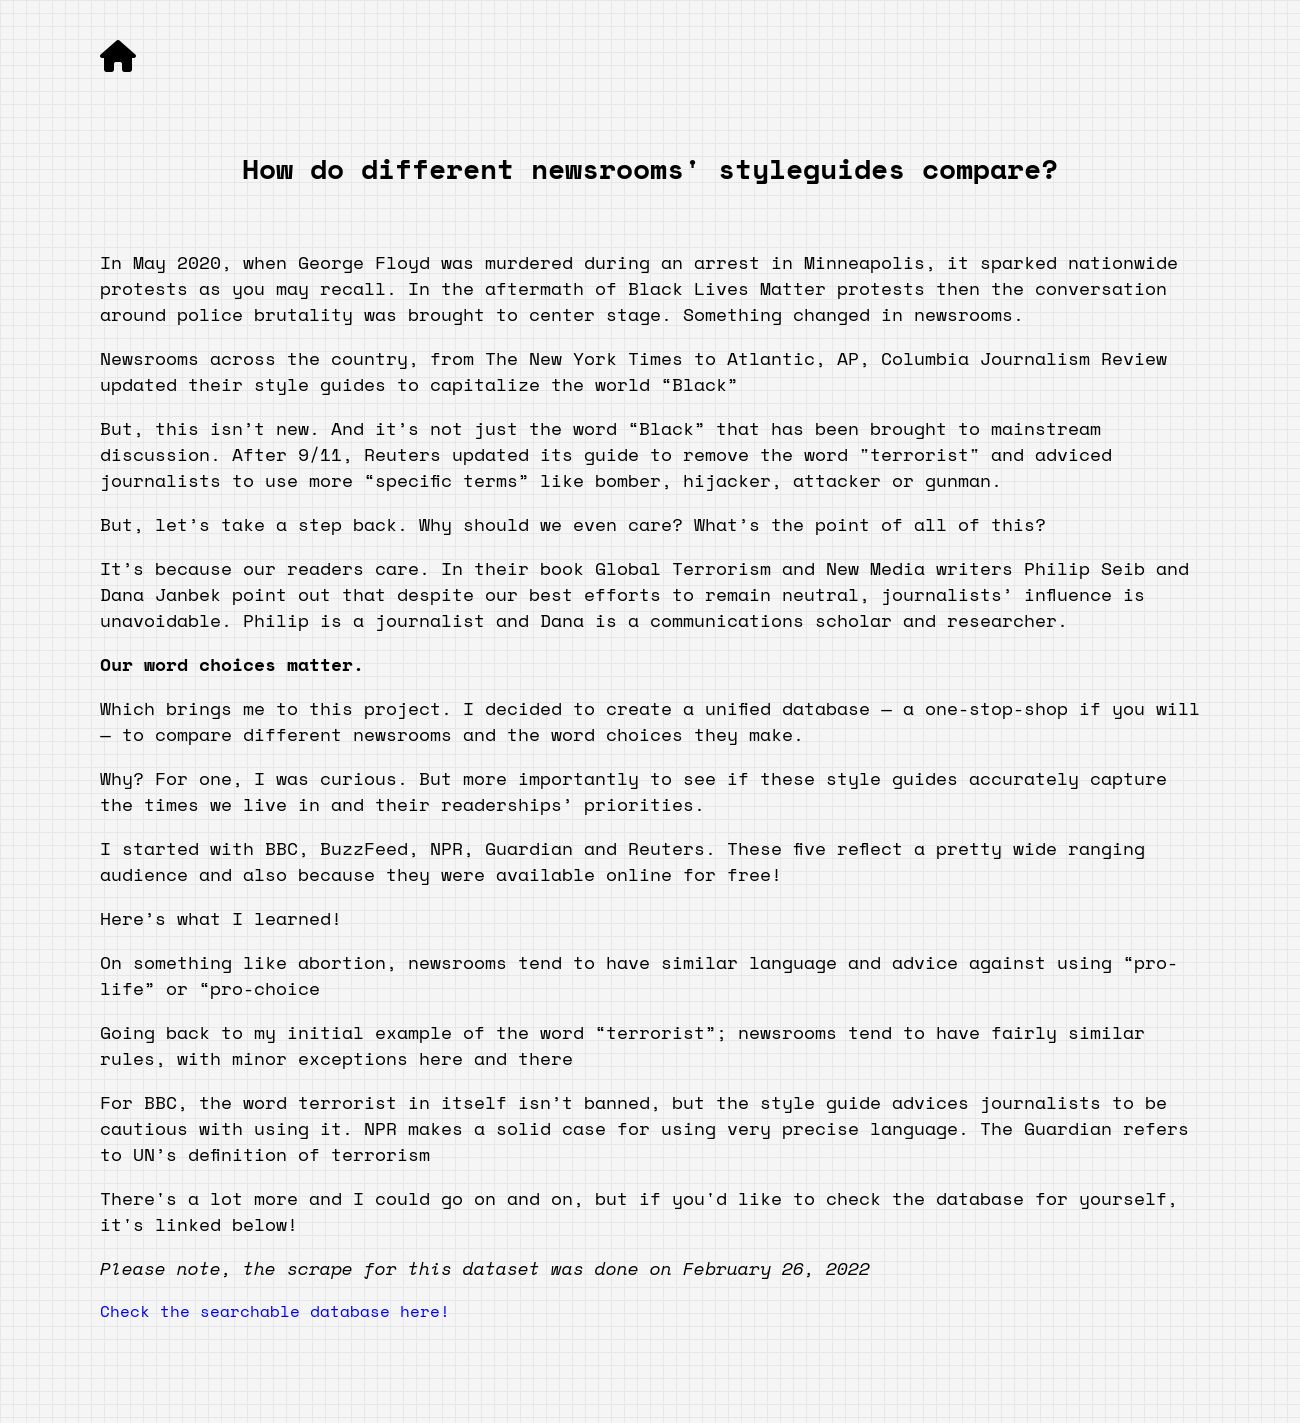 How do different newsrooms' styleguides compare?
In May 2020, when George Floyd was murdered during an arrest in Minneapolis, it sparked nationwide
protests as you may recall. In the aftermath of Black Lives Matter protests then the conversation
around police brutality was brought to center stage. Something changed in newsrooms.
Newsrooms across the country, from The New York Times to Atlantic, AP, Columbia Journalism Review
updated their style guides to capitalize the world “Black”
But, this isn’t new. And it’s not just the word “Black” that has been brought to mainstream
discussion. After 9/11, Reuters updated its guide to remove the word "terrorist" and adviced
journalists to use more “specific terms” like bomber, hijacker, attacker or gunman.
But, let’s take a step back. Why should we even care? What’s the point of all of this?
It’s because our readers care. In their book Global Terrorism and New Media writers Philip Seib and
Dana Janbek point out that despite our best efforts to remain neutral, journalists’ influence is
unavoidable. Philip is a journalist and Dana is a communications scholar and researcher.
Our word choices matter.
Which brings me to this project. I decided to create a unified database — a one-stop-shop if you will
— to compare different newsrooms and the word choices they make.
Why? For one, I was curious. But more importantly to see if these style guides accurately capture
the times we live in and their readerships’ priorities.
I started with BBC, BuzzFeed, NPR, Guardian and Reuters. These five reflect a pretty wide ranging
audience and also because they were available online for free!
Here’s what I learned!
On something like abortion, newsrooms tend to have similar language and advice against using “pro-
life” or “pro-choice
Going back to my initial example of the word “terrorist”; newsrooms tend to have fairly similar
rules, with minor exceptions here and there
For BBC, the word terrorist in itself isn’t banned, but the style guide advices journalists to be
cautious with using it. NPR makes a solid case for using very precise language. The Guardian refers
to UN’s definition of terrorism
There's a lot more and I could go on and on, but if you'd like to check the database for yourself,
it's linked below!
Please note, the scrape for this dataset was done on February 26, 2022
Check the searchable database here!